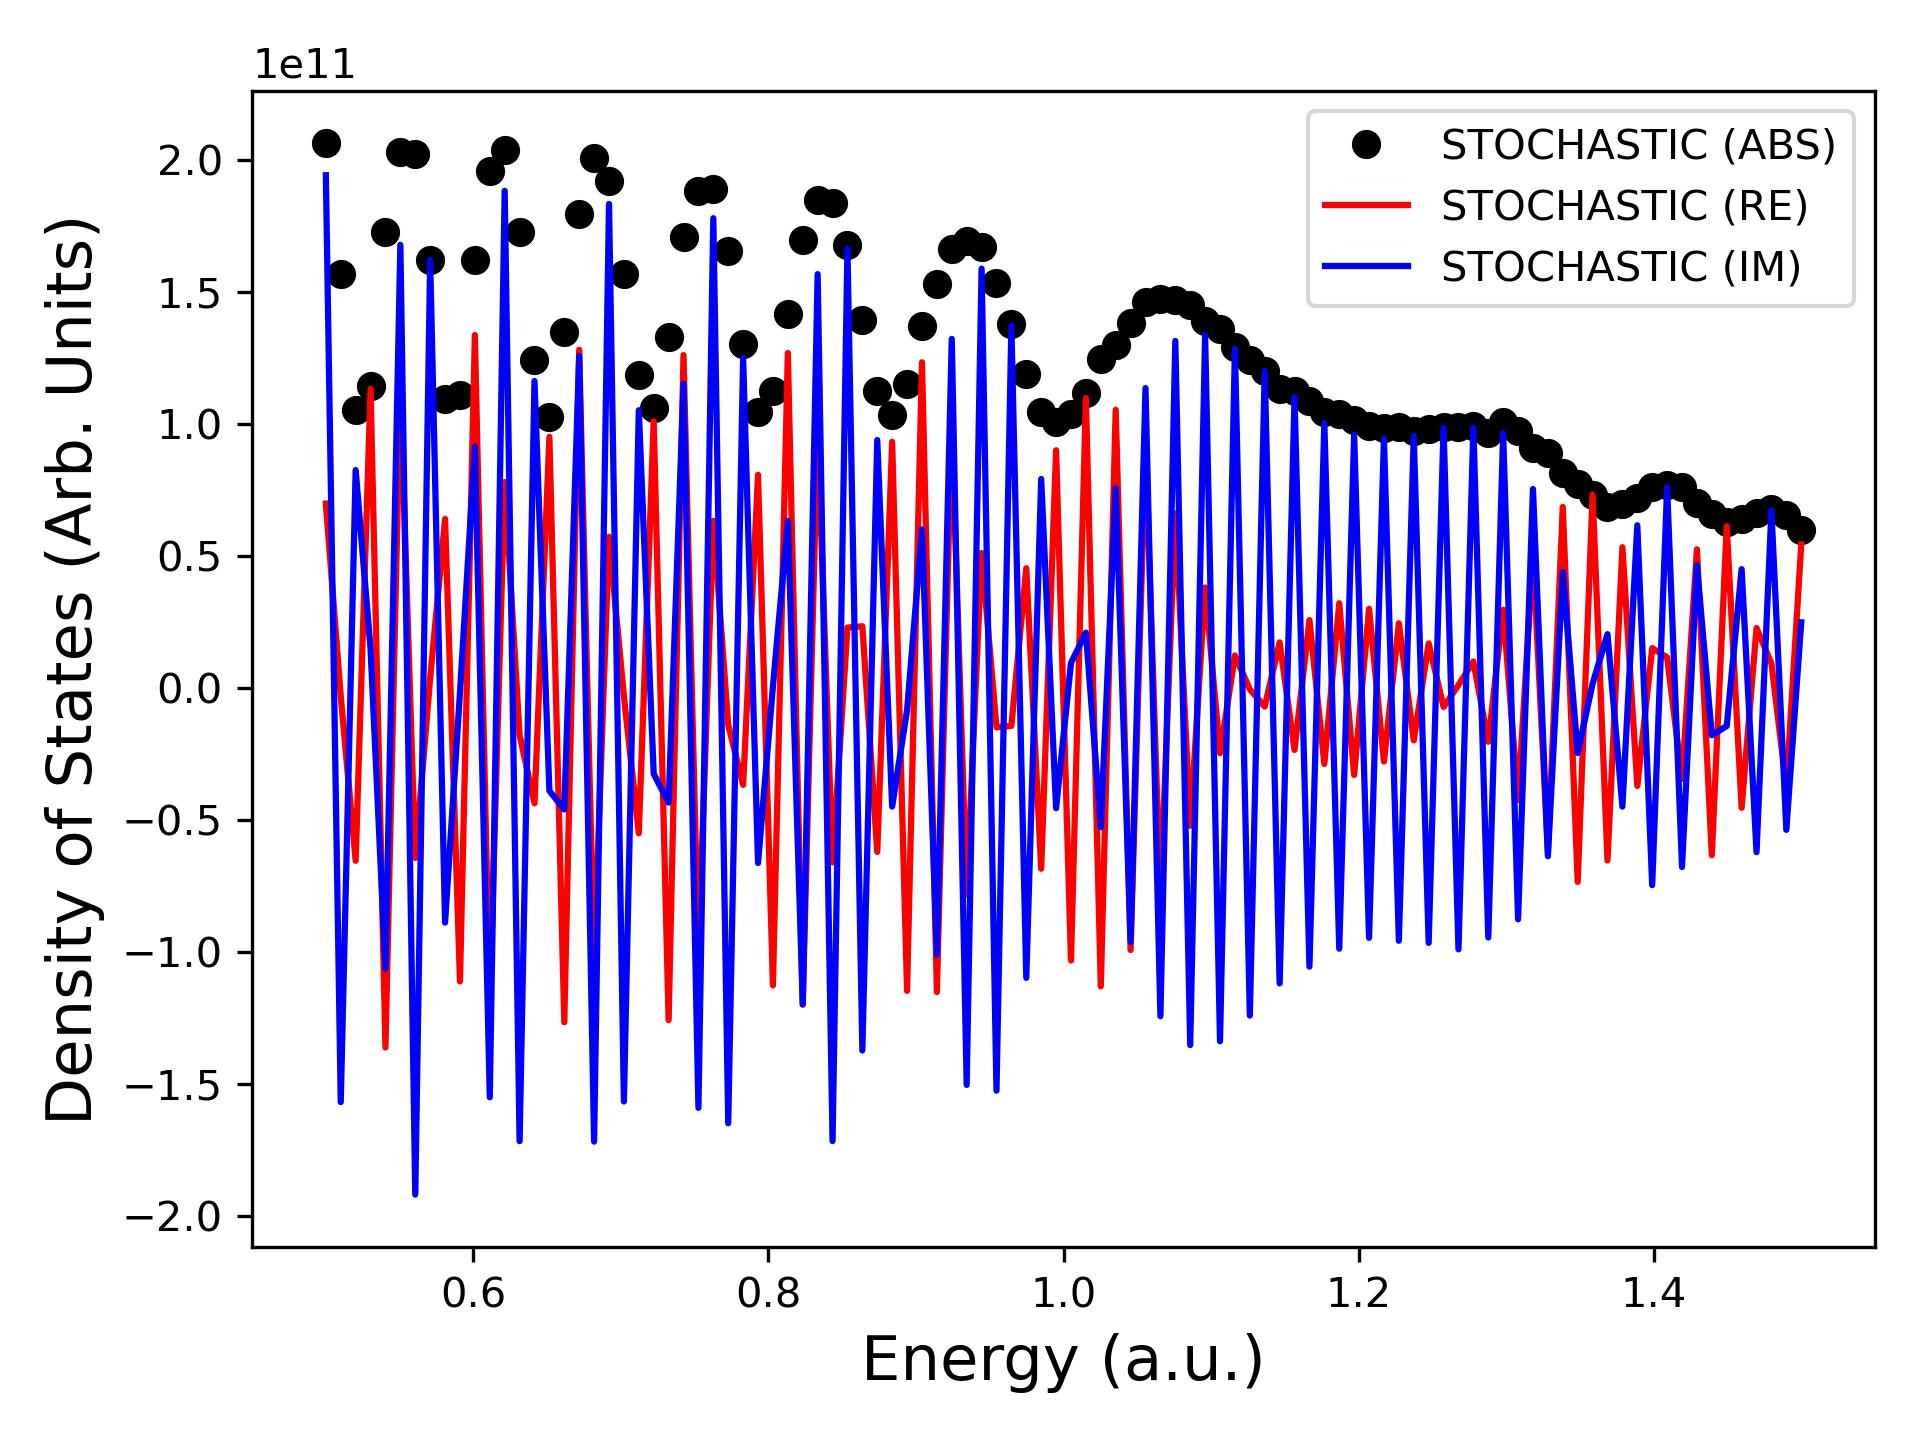 1e11
Density of States (Arb. Units)
2.0
1.5
1.0
0.5
0.0
−0.5
−1.0
−1.5
−2.0
STOCHASTIC (ABS)
STOCHASTIC (RE)
STOCHASTIC (IM)
0.6 0.8 1.0 1.2 1.4
Energy (a.u.)